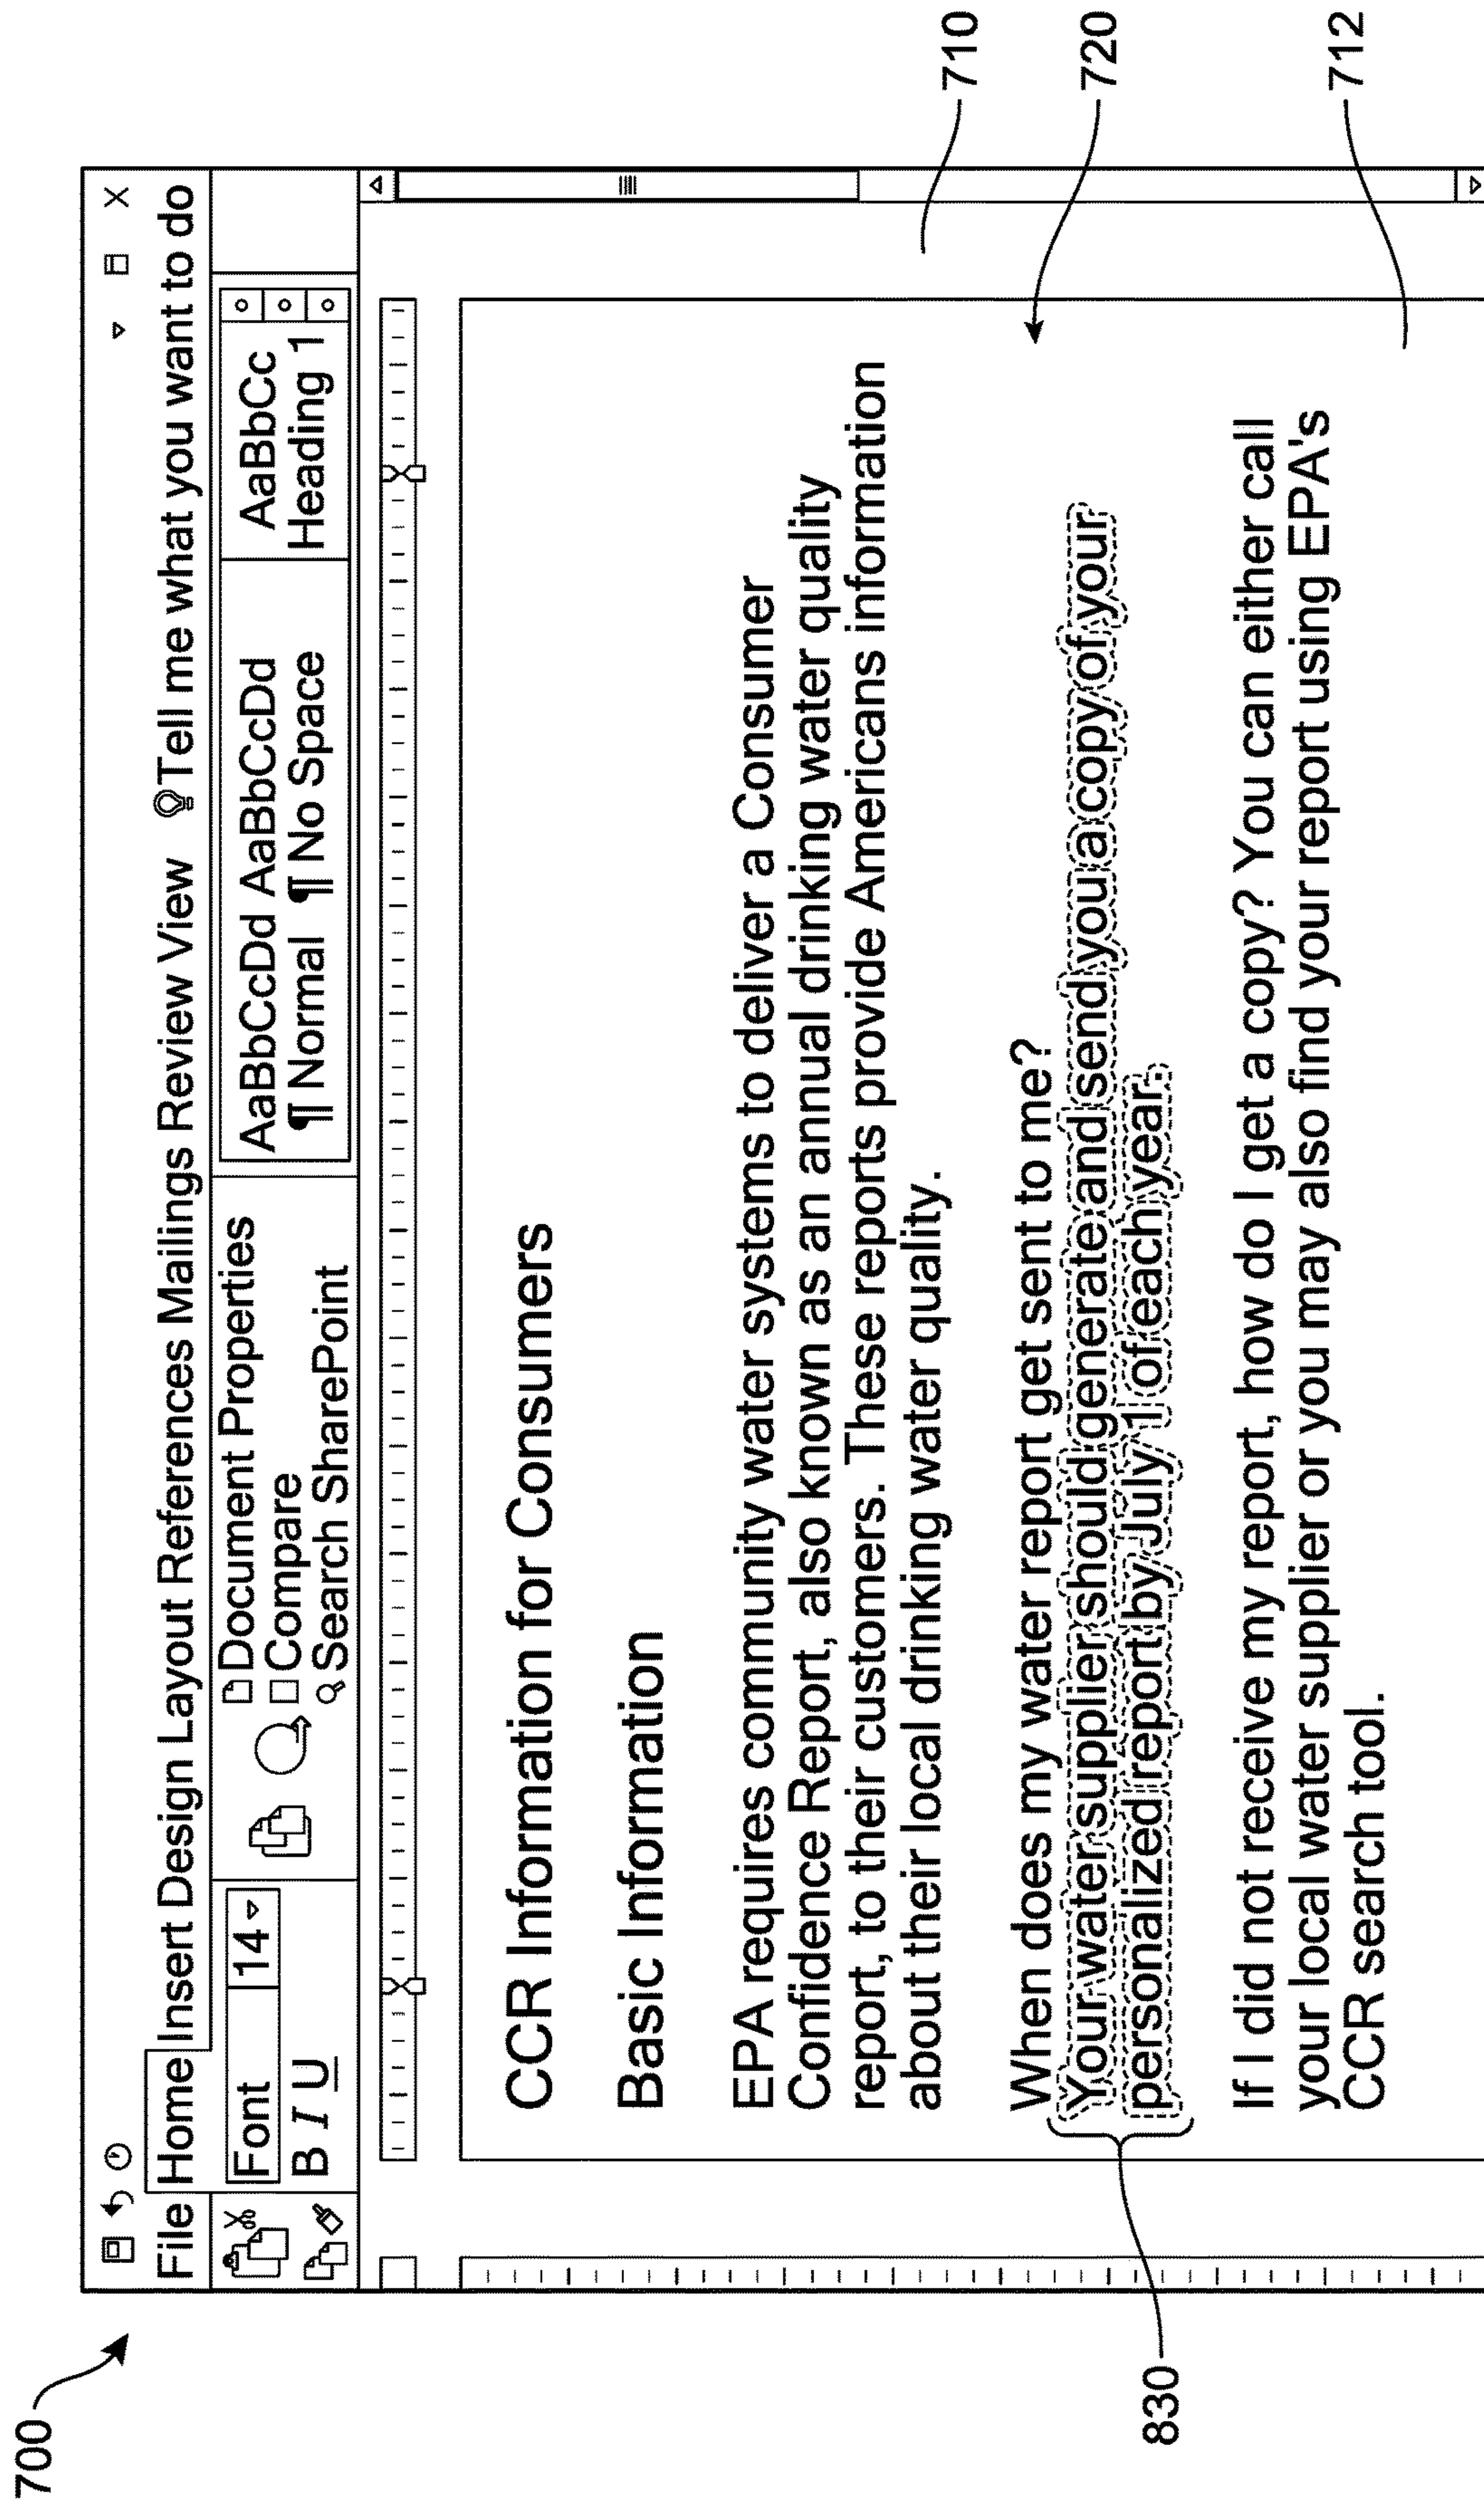 700
File Home Insert Design Layout References Mailings Review View Tell me what you want to do
Font 14
B I U
Document Properties
Compare
Search SharePoint
AaBbCcDd AaBbCcDd AaBbCc
¶ Normal ¶ No Space Heading 1
CCR Information for Consumers
Basic Information
EPA requires community water systems to deliver a Consumer
Confidence Report, also known as an annual drinking water quality
report, to their customers. These reports provide Americans information
about their local drinking water quality.
When does my water report get sent to me?
Your water supplier should generate and send you a copy of your
personalized report by July 1 of each year.
If I did not receive my report, how do I get a copy? You can either call
your local water supplier or you may also find your report using EPA's
CCR search tool.
710
720
712
830